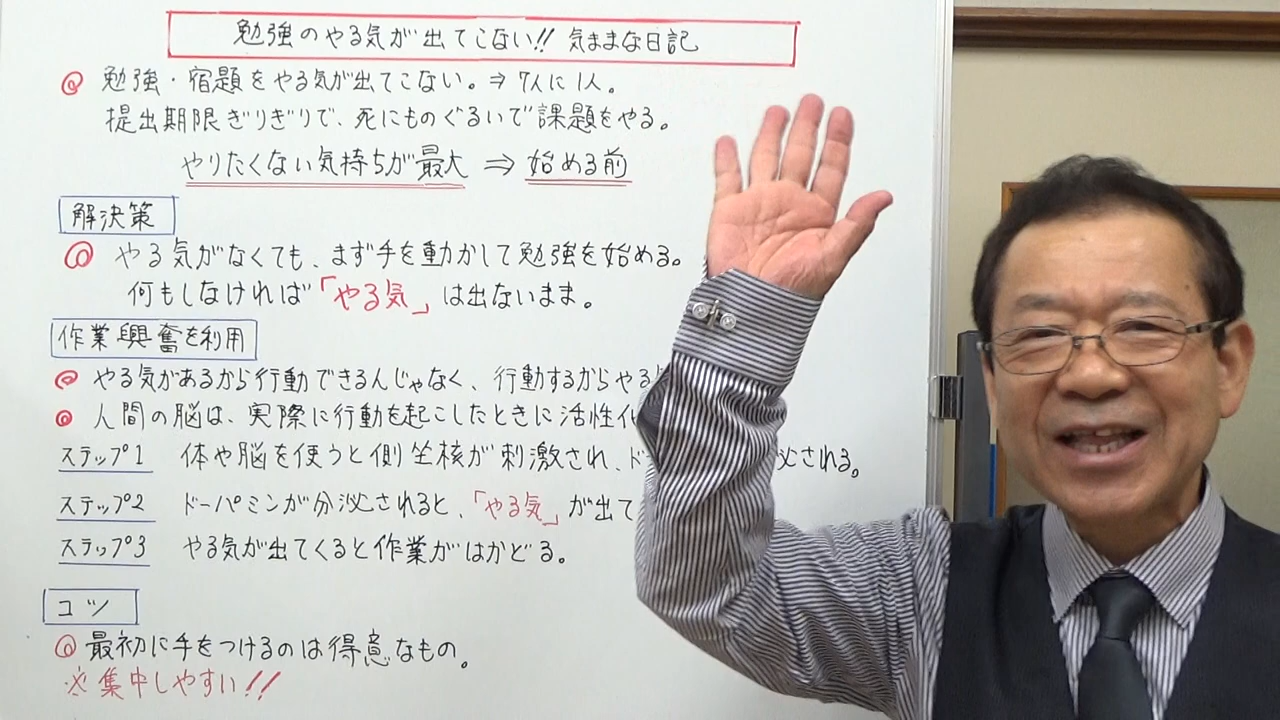 勉強のやる気が出てこない!! 気ままな日記
◎ 勉強・宿題をやる気が出てこない。⇒ 7人に1人。
提出期限ぎりぎりで、死にものぐるいで課題をやる。
やりたくない気持ちが最大 ⇒ 始める前
解決策
◎ やる気がなくても、まず手を動かして勉強を始める。
何もしなければ「やる気」は出ないまま。
作業興奮を利用
◎ やる気があるから行動できるんじゃなく、行動するからやる
◎ 人間の脳は、実際に行動を起こしたときに活性
ステップ1 体や脳を使うと側坐核が刺激され、ド 泌される。
ステップ2 ドーパミンが分泌されると、「やる気」が出て
ステップ3 やる気が出てくると作業がはかどる。
コツ
◎ 最初に手をつけるのは得意なもの。
※集中しやすい!!